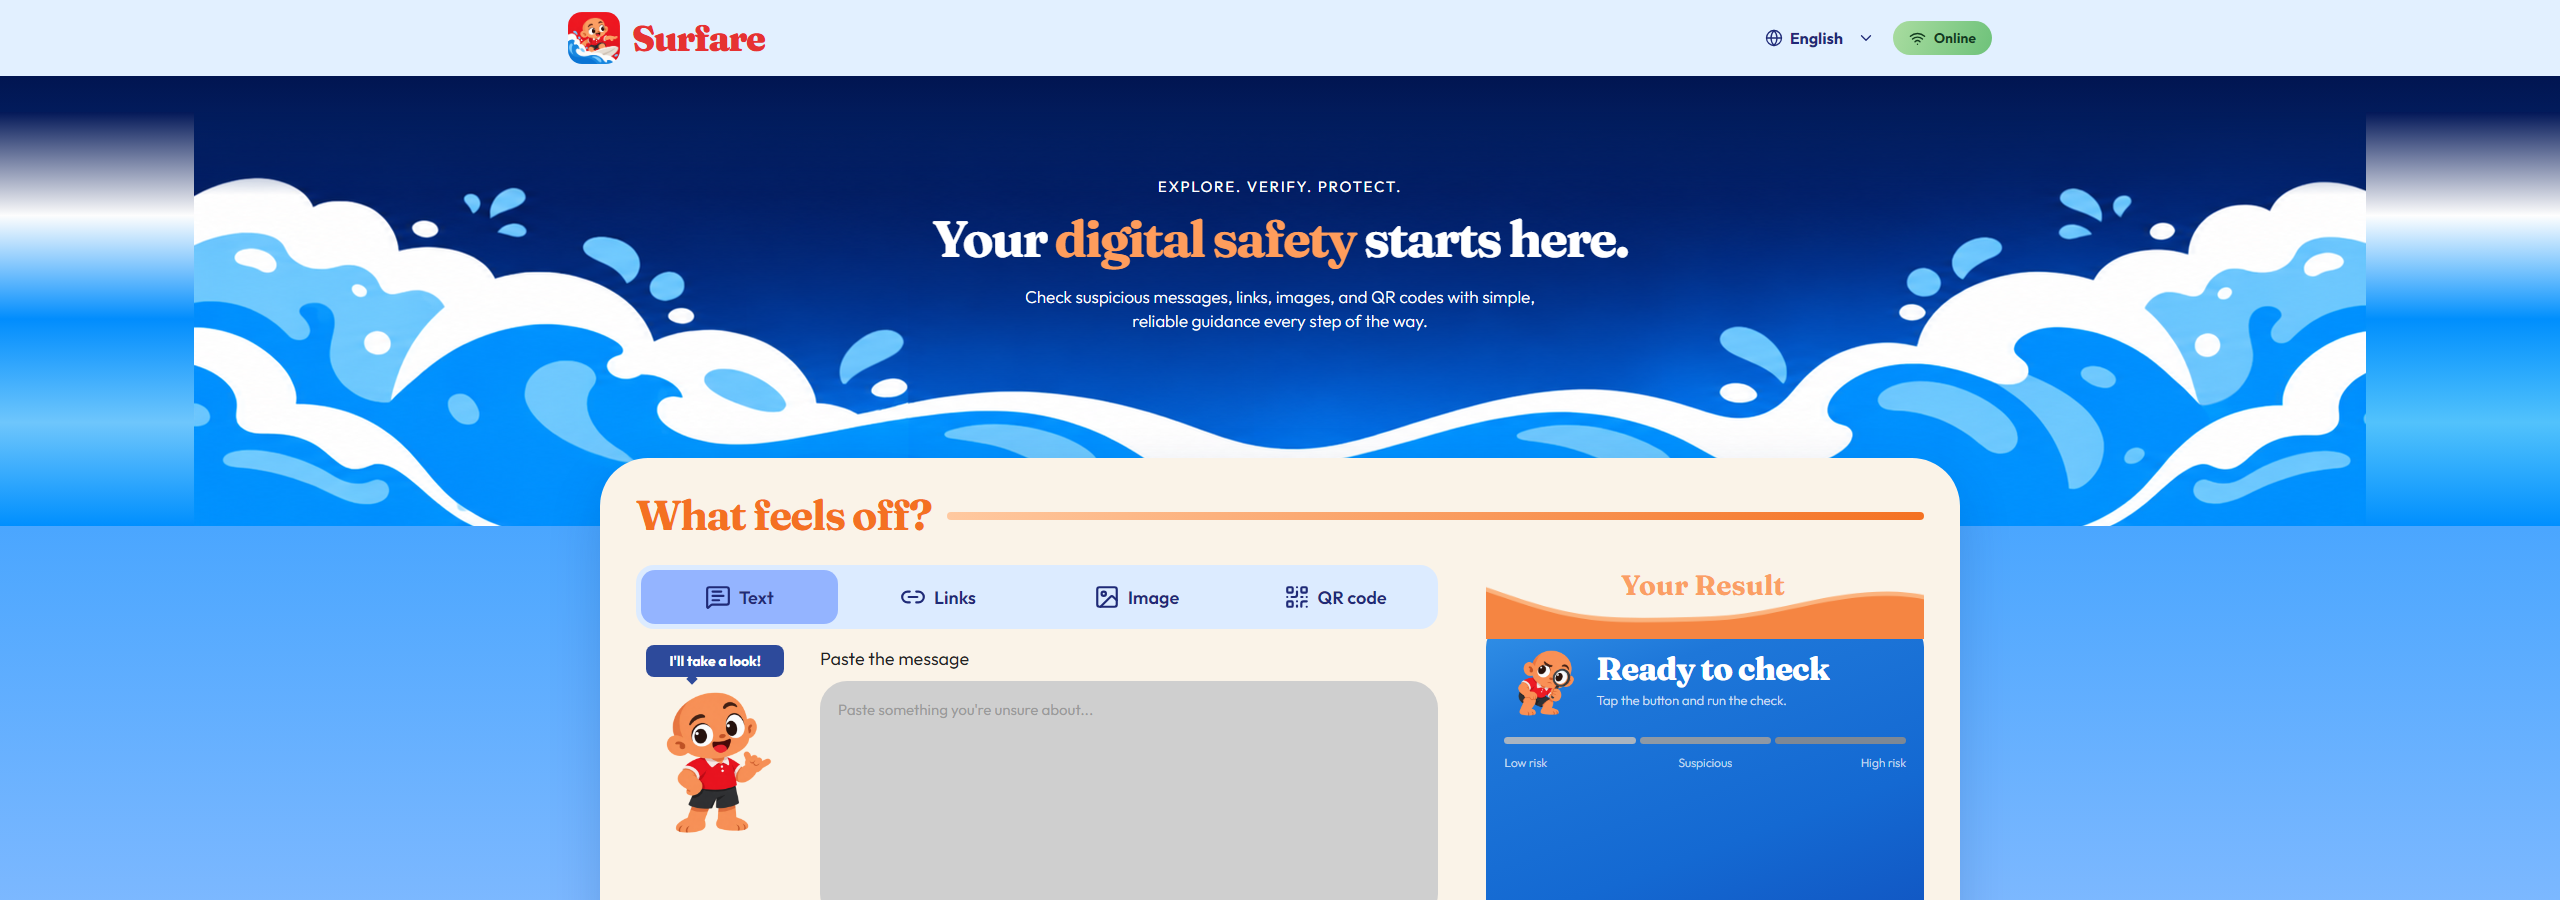 Surfare
English
Online
EXPLORE. VERIFY. PROTECT.
Your digital safety starts here.
Check suspicious messages, links, images, and QR codes with simple,
reliable guidance every step of the way.
What feels off?
Text
Links
Image
QR code
I'll take a look!
Paste the message
Paste something you're unsure about...
Your Result
Ready to check
Tap the button and run the check.
Low risk
Suspicious
High risk